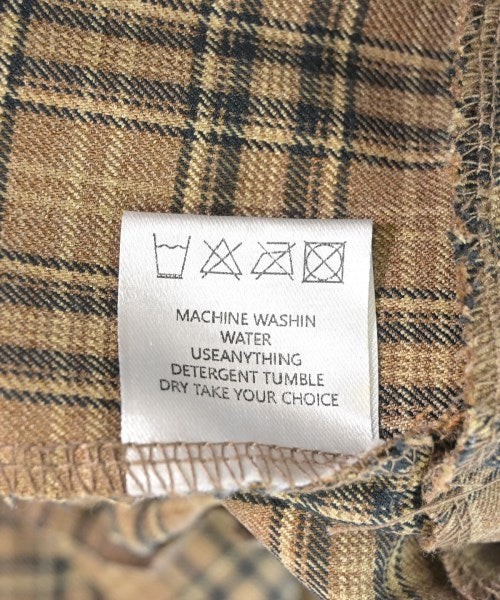 MACHINE WASHIN
WATER
USEANYTHING
DETERGENT TUMBLE
DRY TAKE YOUR CHOICE